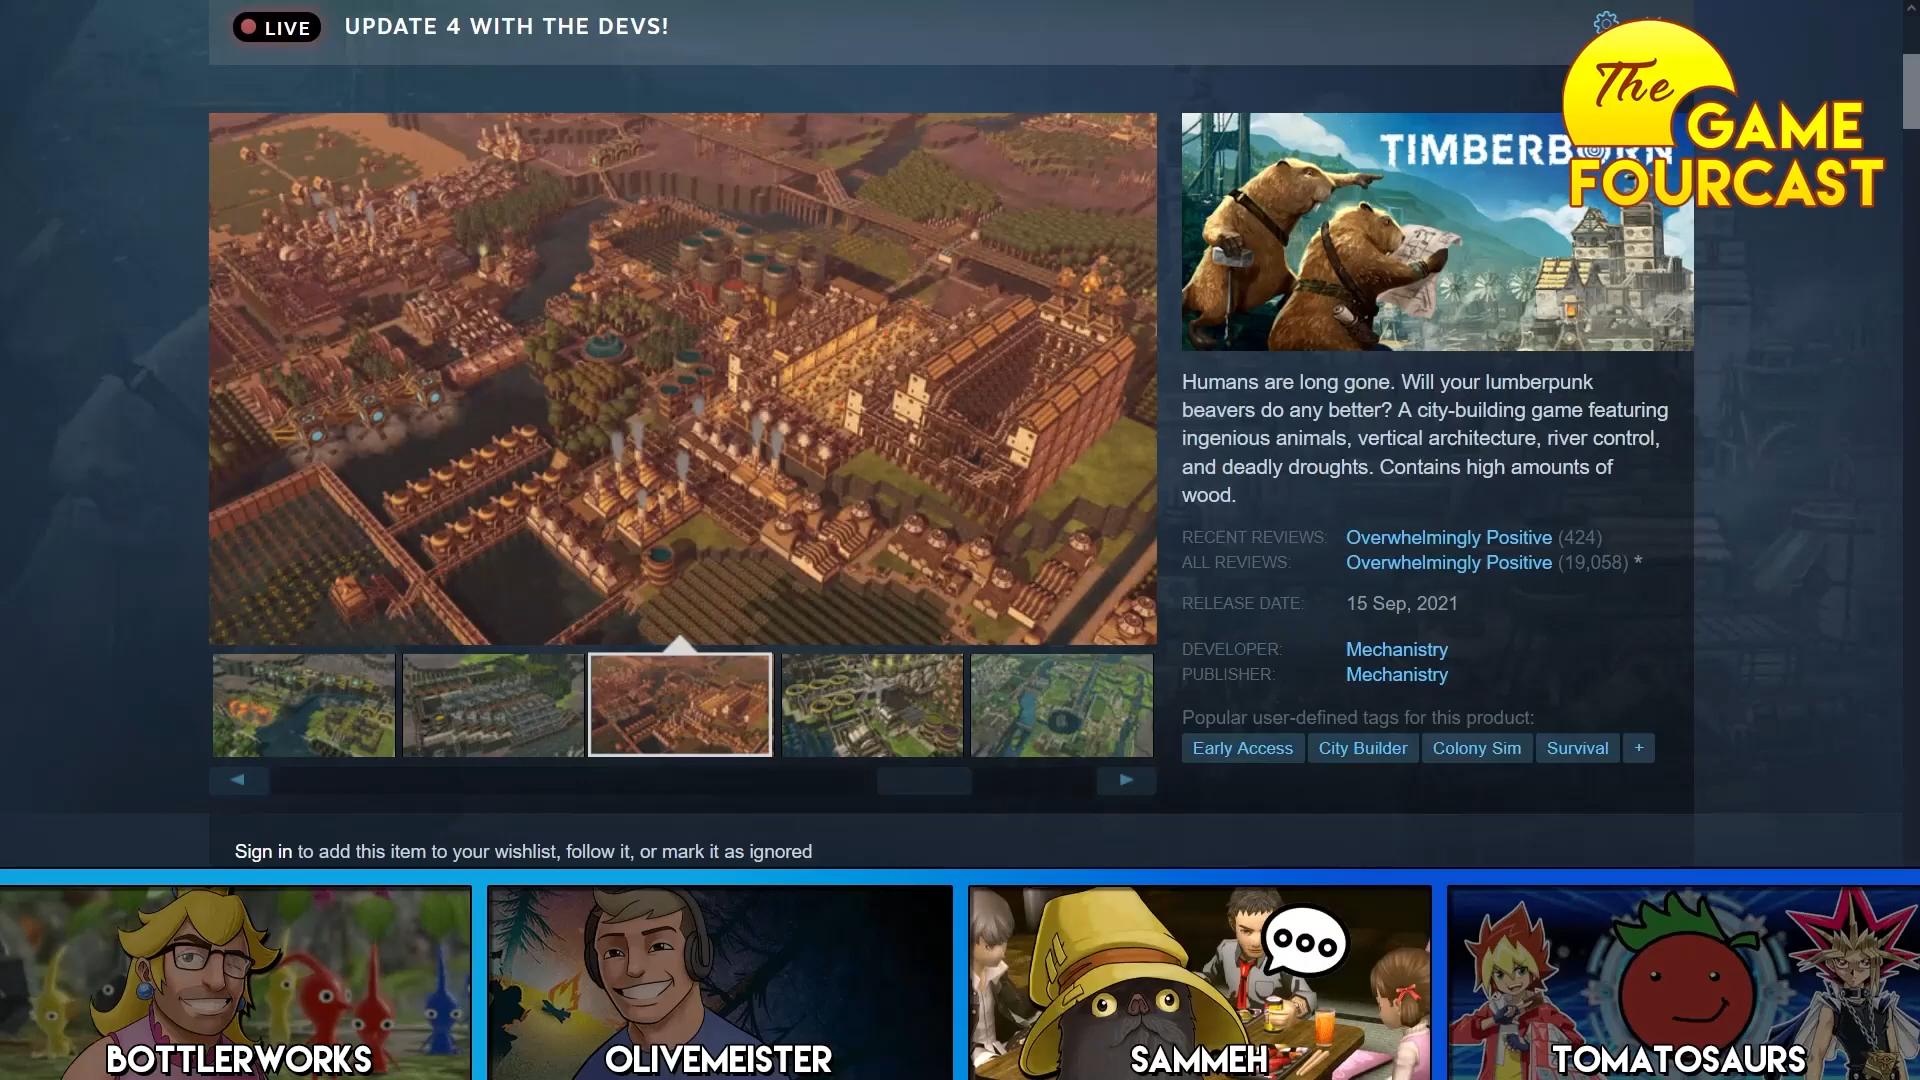 LIVE
UPDATE 4 WITH THE DEVS!
The
GAME
FOURCAST
TIMBERBORN
Humans are long gone. Will your lumberpunk
beavers do any better? A city-building game featuring
ingenious animals, vertical architecture, river control,
and deadly droughts. Contains high amounts of
wood.
RECENT REVIEWS: Overwhelmingly Positive (424)
ALL REVIEWS: Overwhelmingly Positive (19,058) *
RELEASE DATE: 15 Sep, 2021
DEVELOPER: Mechanistry
PUBLISHER: Mechanistry
Popular user-defined tags for this product:
Early Access City Builder Colony Sim Survival +
Sign in to add this item to your wishlist, follow it, or mark it as ignored
BOTTLERWORKS
OLIVEMEISTER
SAMMEH
TOMATOSAURS